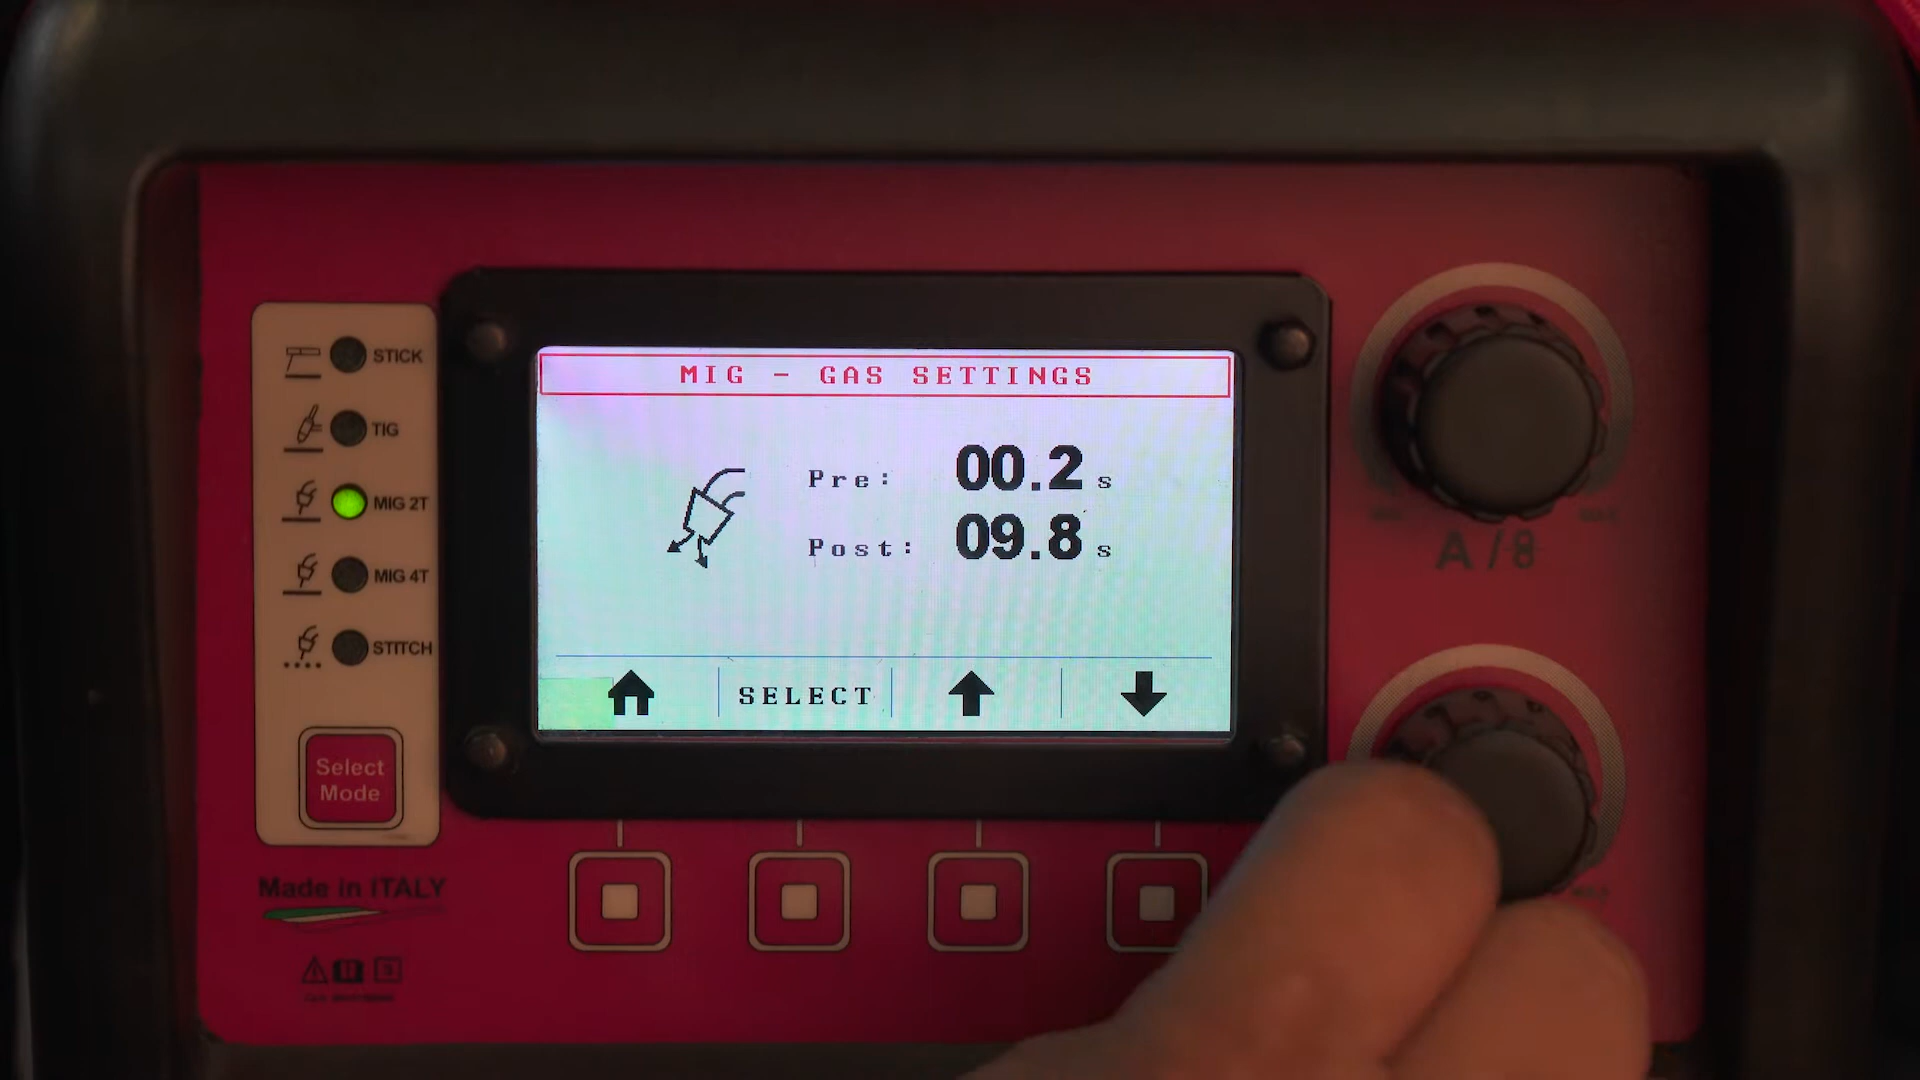 STICK
TIG
MIG 2T
MIG 4T
STITCH
Select
Mode
Made in ITALY
MIG - GAS SETTINGS
Pre: 00.2 s
Post: 09.8 s
SELECT
A / 8